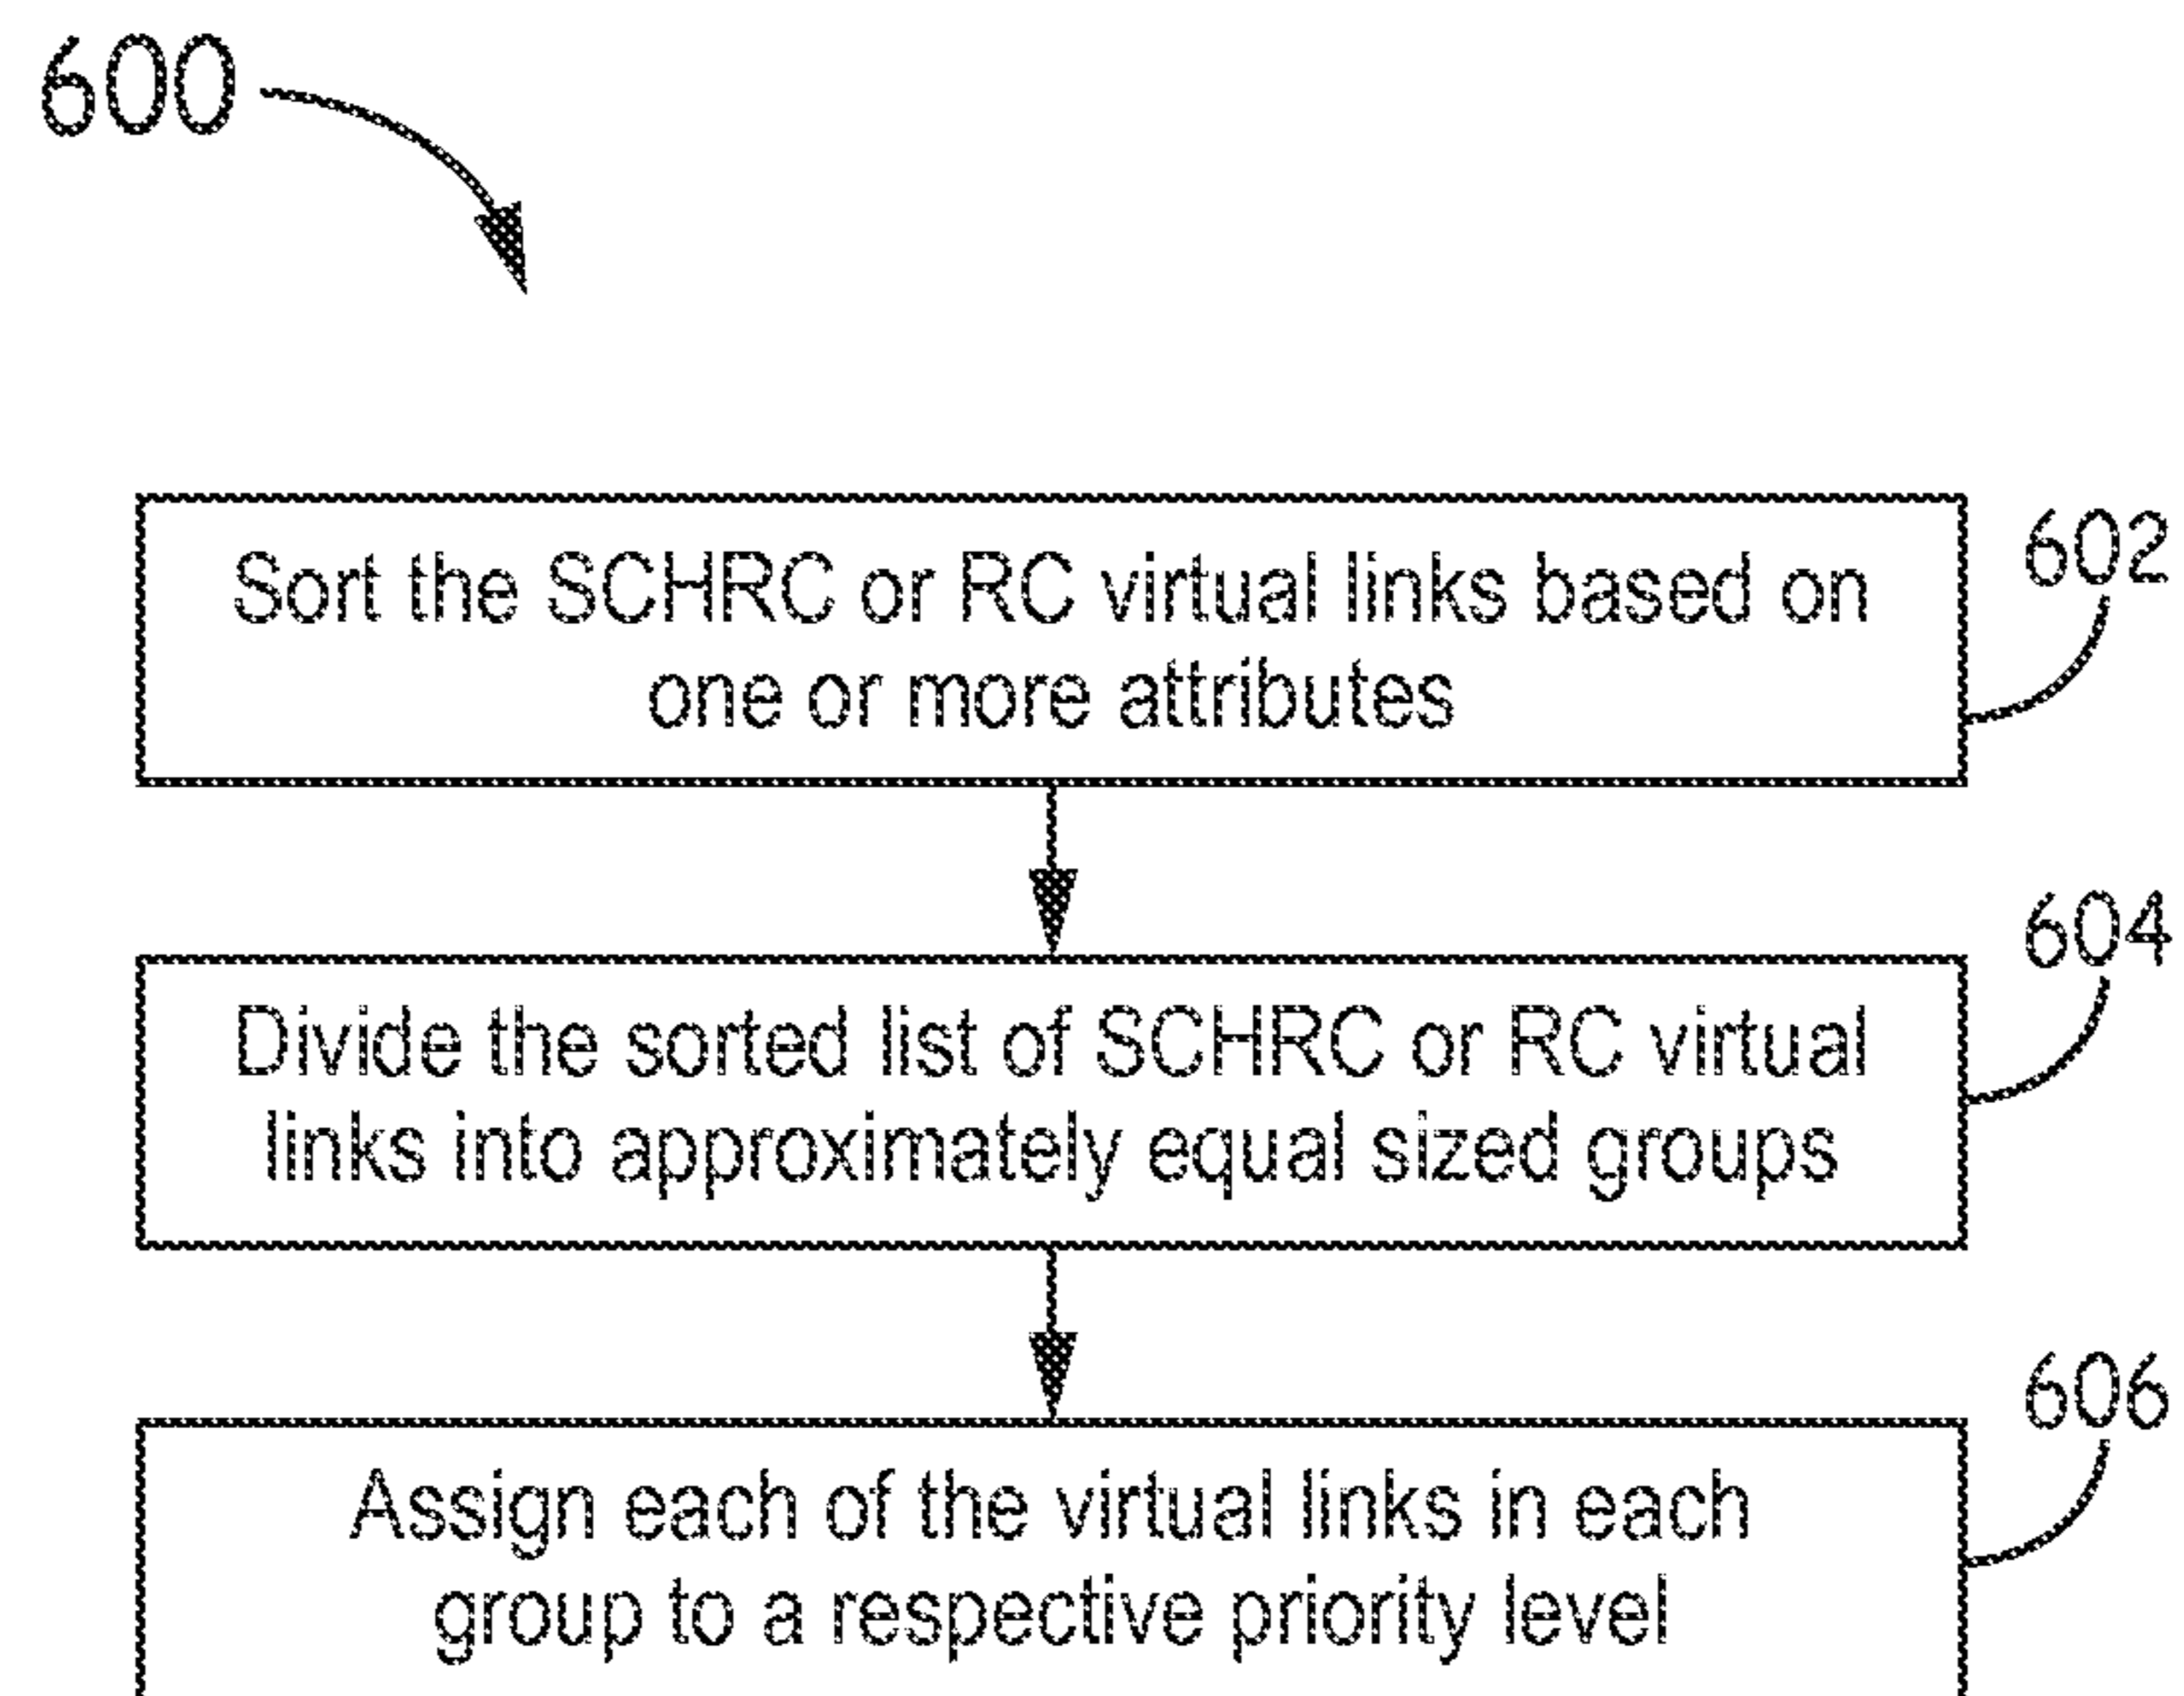 600
Sort the SCHRC or RC virtual links based on
one or more attributes
602
Divide the sorted list of SCHRC or RC virtual
links into approximately equal sized groups
604
Assign each of the virtual links in each
group to a respective priority level
606